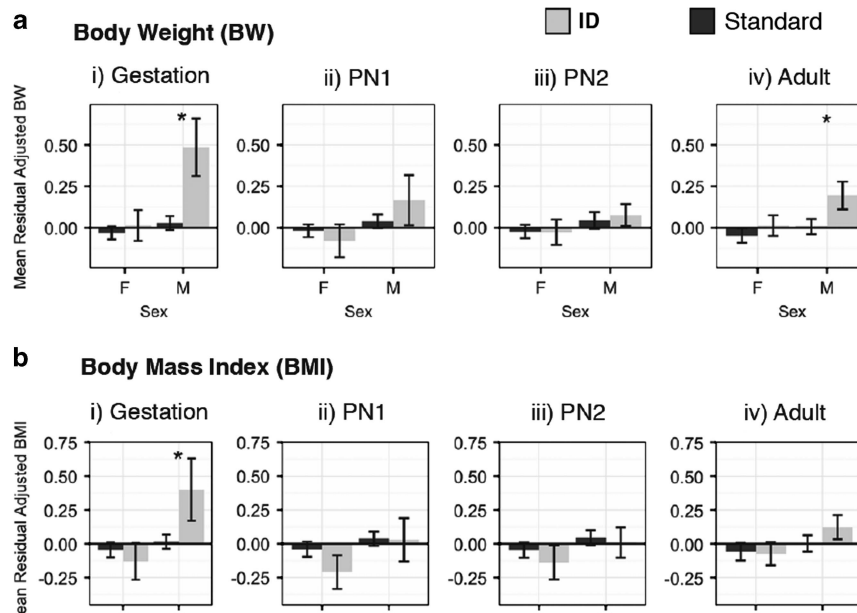 a
Body Weight (BW)
ID
Standard
i) Gestation
ii) PN1
iii) PN2
iv) Adult
Mean Residual Adjusted BW
0.50
0.25
0.00
*
F
M
Sex
0.50
0.25
0.00
F
M
Sex
0.50
0.25
0.00
F
M
Sex
0.50
0.25
0.00
*
F
M
Sex
b
Body Mass Index (BMI)
i) Gestation
ii) PN1
iii) PN2
iv) Adult
ean Residual Adjusted BMI
0.75
0.50
0.25
0.00
-0.25
*
0.75
0.50
0.25
0.00
-0.25
0.75
0.50
0.25
0.00
-0.25
0.75
0.50
0.25
0.00
-0.25